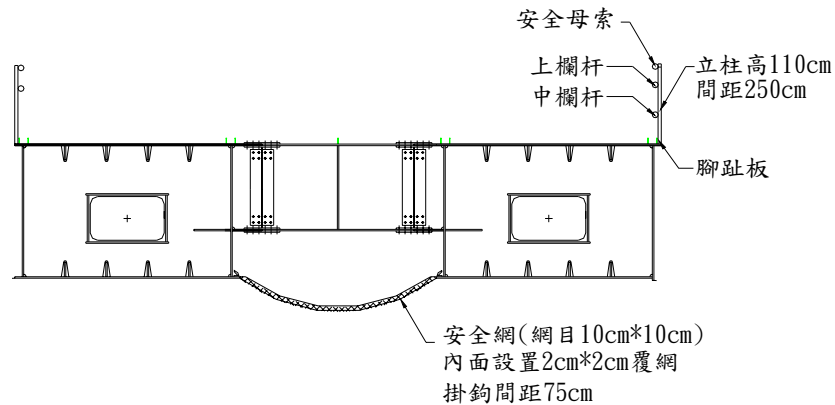 安全母索
上欄杆
中欄杆
立柱高110cm
間距250cm
腳趾板
安全網(網目10cm*10cm)
內面設置2cm*2cm覆網
掛鉤間距75cm